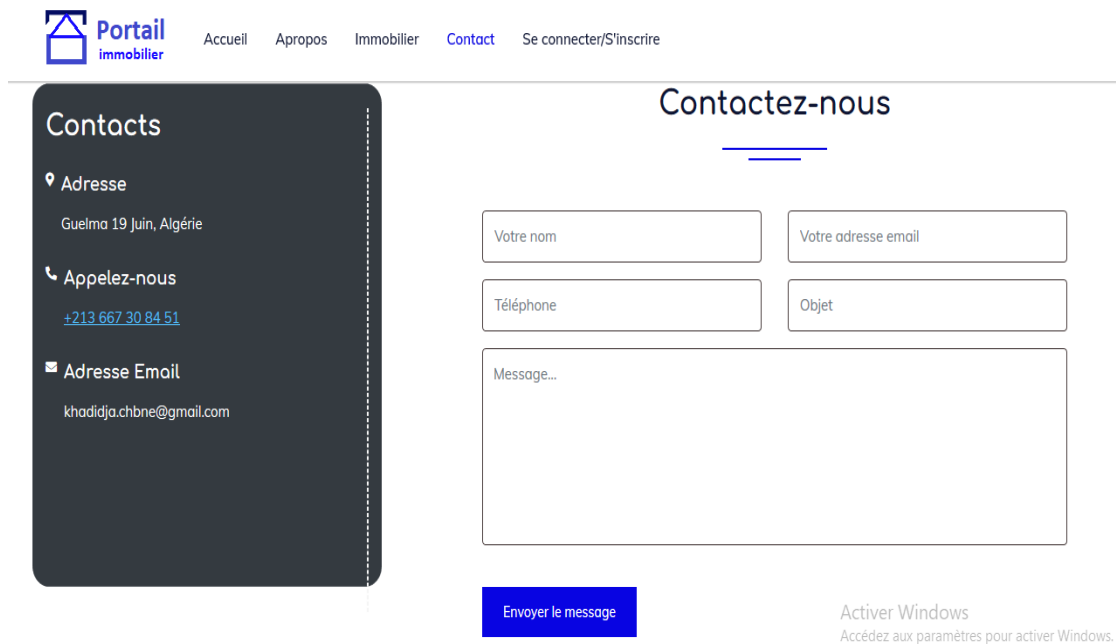 Portail
immobilier
Accueil Apropos Immobilier Contact Se connecter/S'inscrire
Contacts
Adresse
Guelma 19 Juin, Algérie
Appelez-nous
+213 667 30 84 51
Adresse Email
khadidja.chbne@gmail.com
Contactez-nous
Votre nom Votre adresse email
Téléphone Objet
Message...
Envoyer le message
Activer Windows
Accédez aux paramètres pour activer Windows.